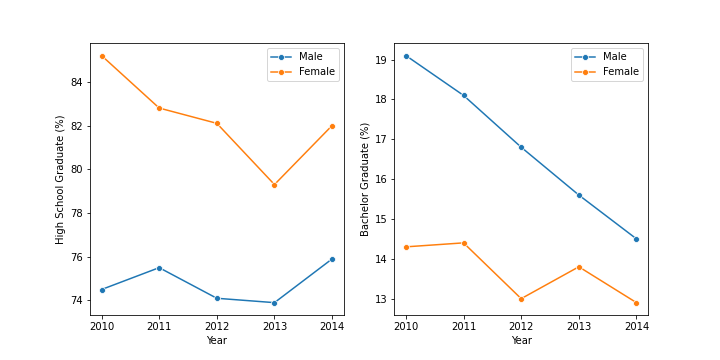 Male
Female
84
82
80
78
76
74
High School Graduate (%)
2010 2011 2012 2013 2014
Year
Male
Female
19
18
17
16
15
14
13
Bachelor Graduate (%)
2010 2011 2012 2013 2014
Year